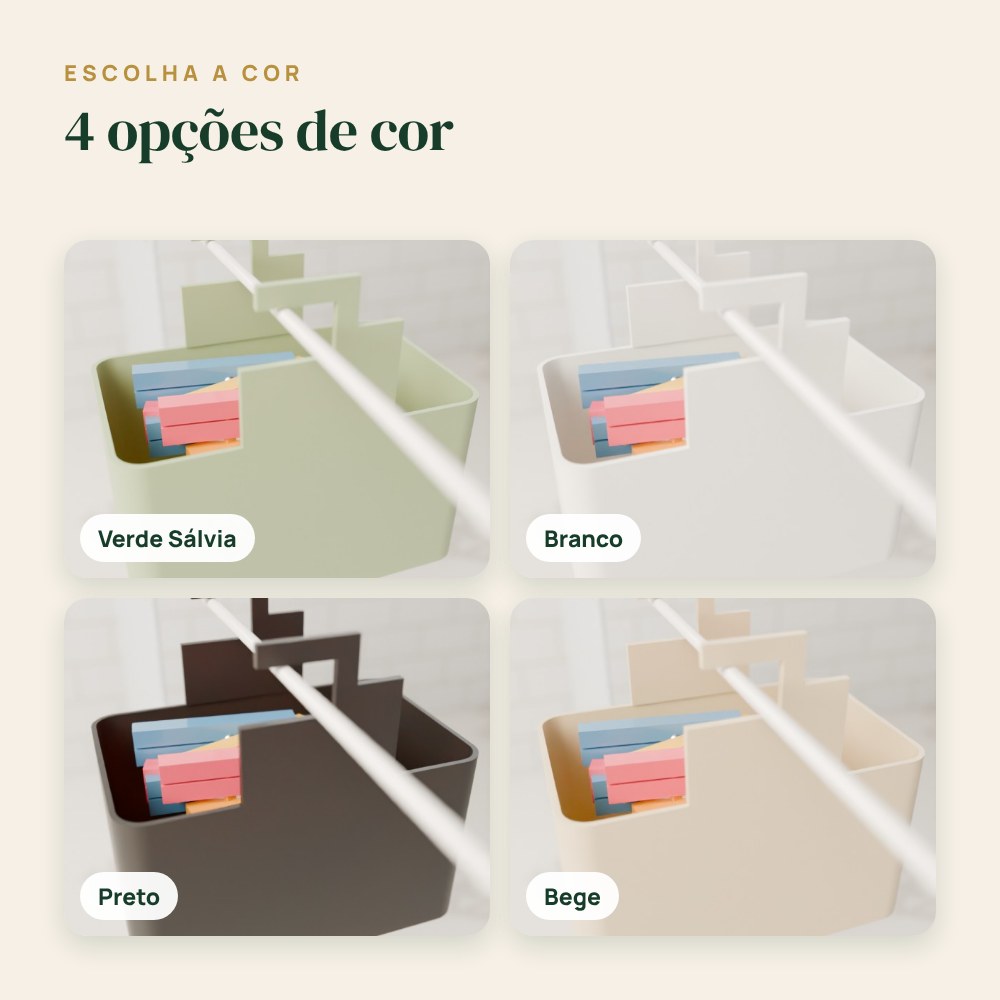 ESCOLHA A COR
4 opções de cor
Verde Sálvia
Branco
Preto
Bege